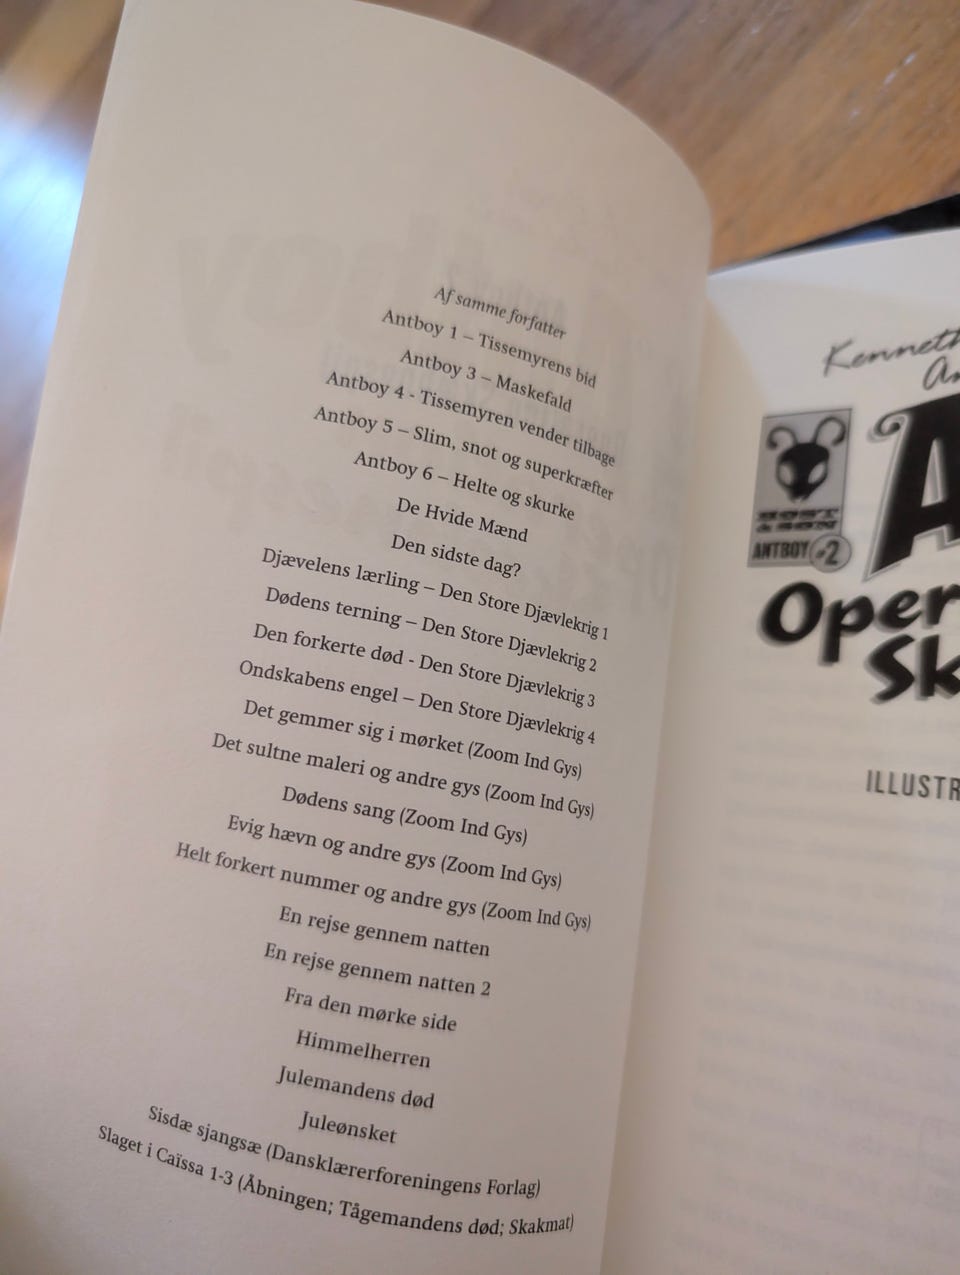 Af samme forfatter
Antboy 1 – Tissemyrens bid
Antboy 3 – Maskefald
Antboy 4 - Tissemyren vender tilbage
Antboy 5 – Slim, snot og superkræfter
Antboy 6 – Helte og skurke
De Hvide Mænd
Den sidste dag?
Djævelens lærling – Den Store Djævlekrig 1
Dødens terning – Den Store Djævlekrig 2
Den forkerte død - Den Store Djævlekrig 3
Ondskabens engel – Den Store Djævlekrig 4
Det gemmer sig i mørket (Zoom Ind Gys)
Det sultne maleri og andre gys (Zoom Ind Gys)
Dødens sang (Zoom Ind Gys)
Evig hævn og andre gys (Zoom Ind Gys)
Helt forkert nummer og andre gys (Zoom Ind Gys)
En rejse gennem natten
En rejse gennem natten 2
Fra den mørke side
Himmelherren
Julemandens død
Juleønsket
Sisdæ sjangsæ (Dansklærerforeningens Forlag)
Slaget i Caïssa 1-3 (Åbningen; Tågemandens død; Skakmat)
Kenneth
An
A
HØST
& SØN
ANTBOY #2
Oper
Sk
ILLUSTR